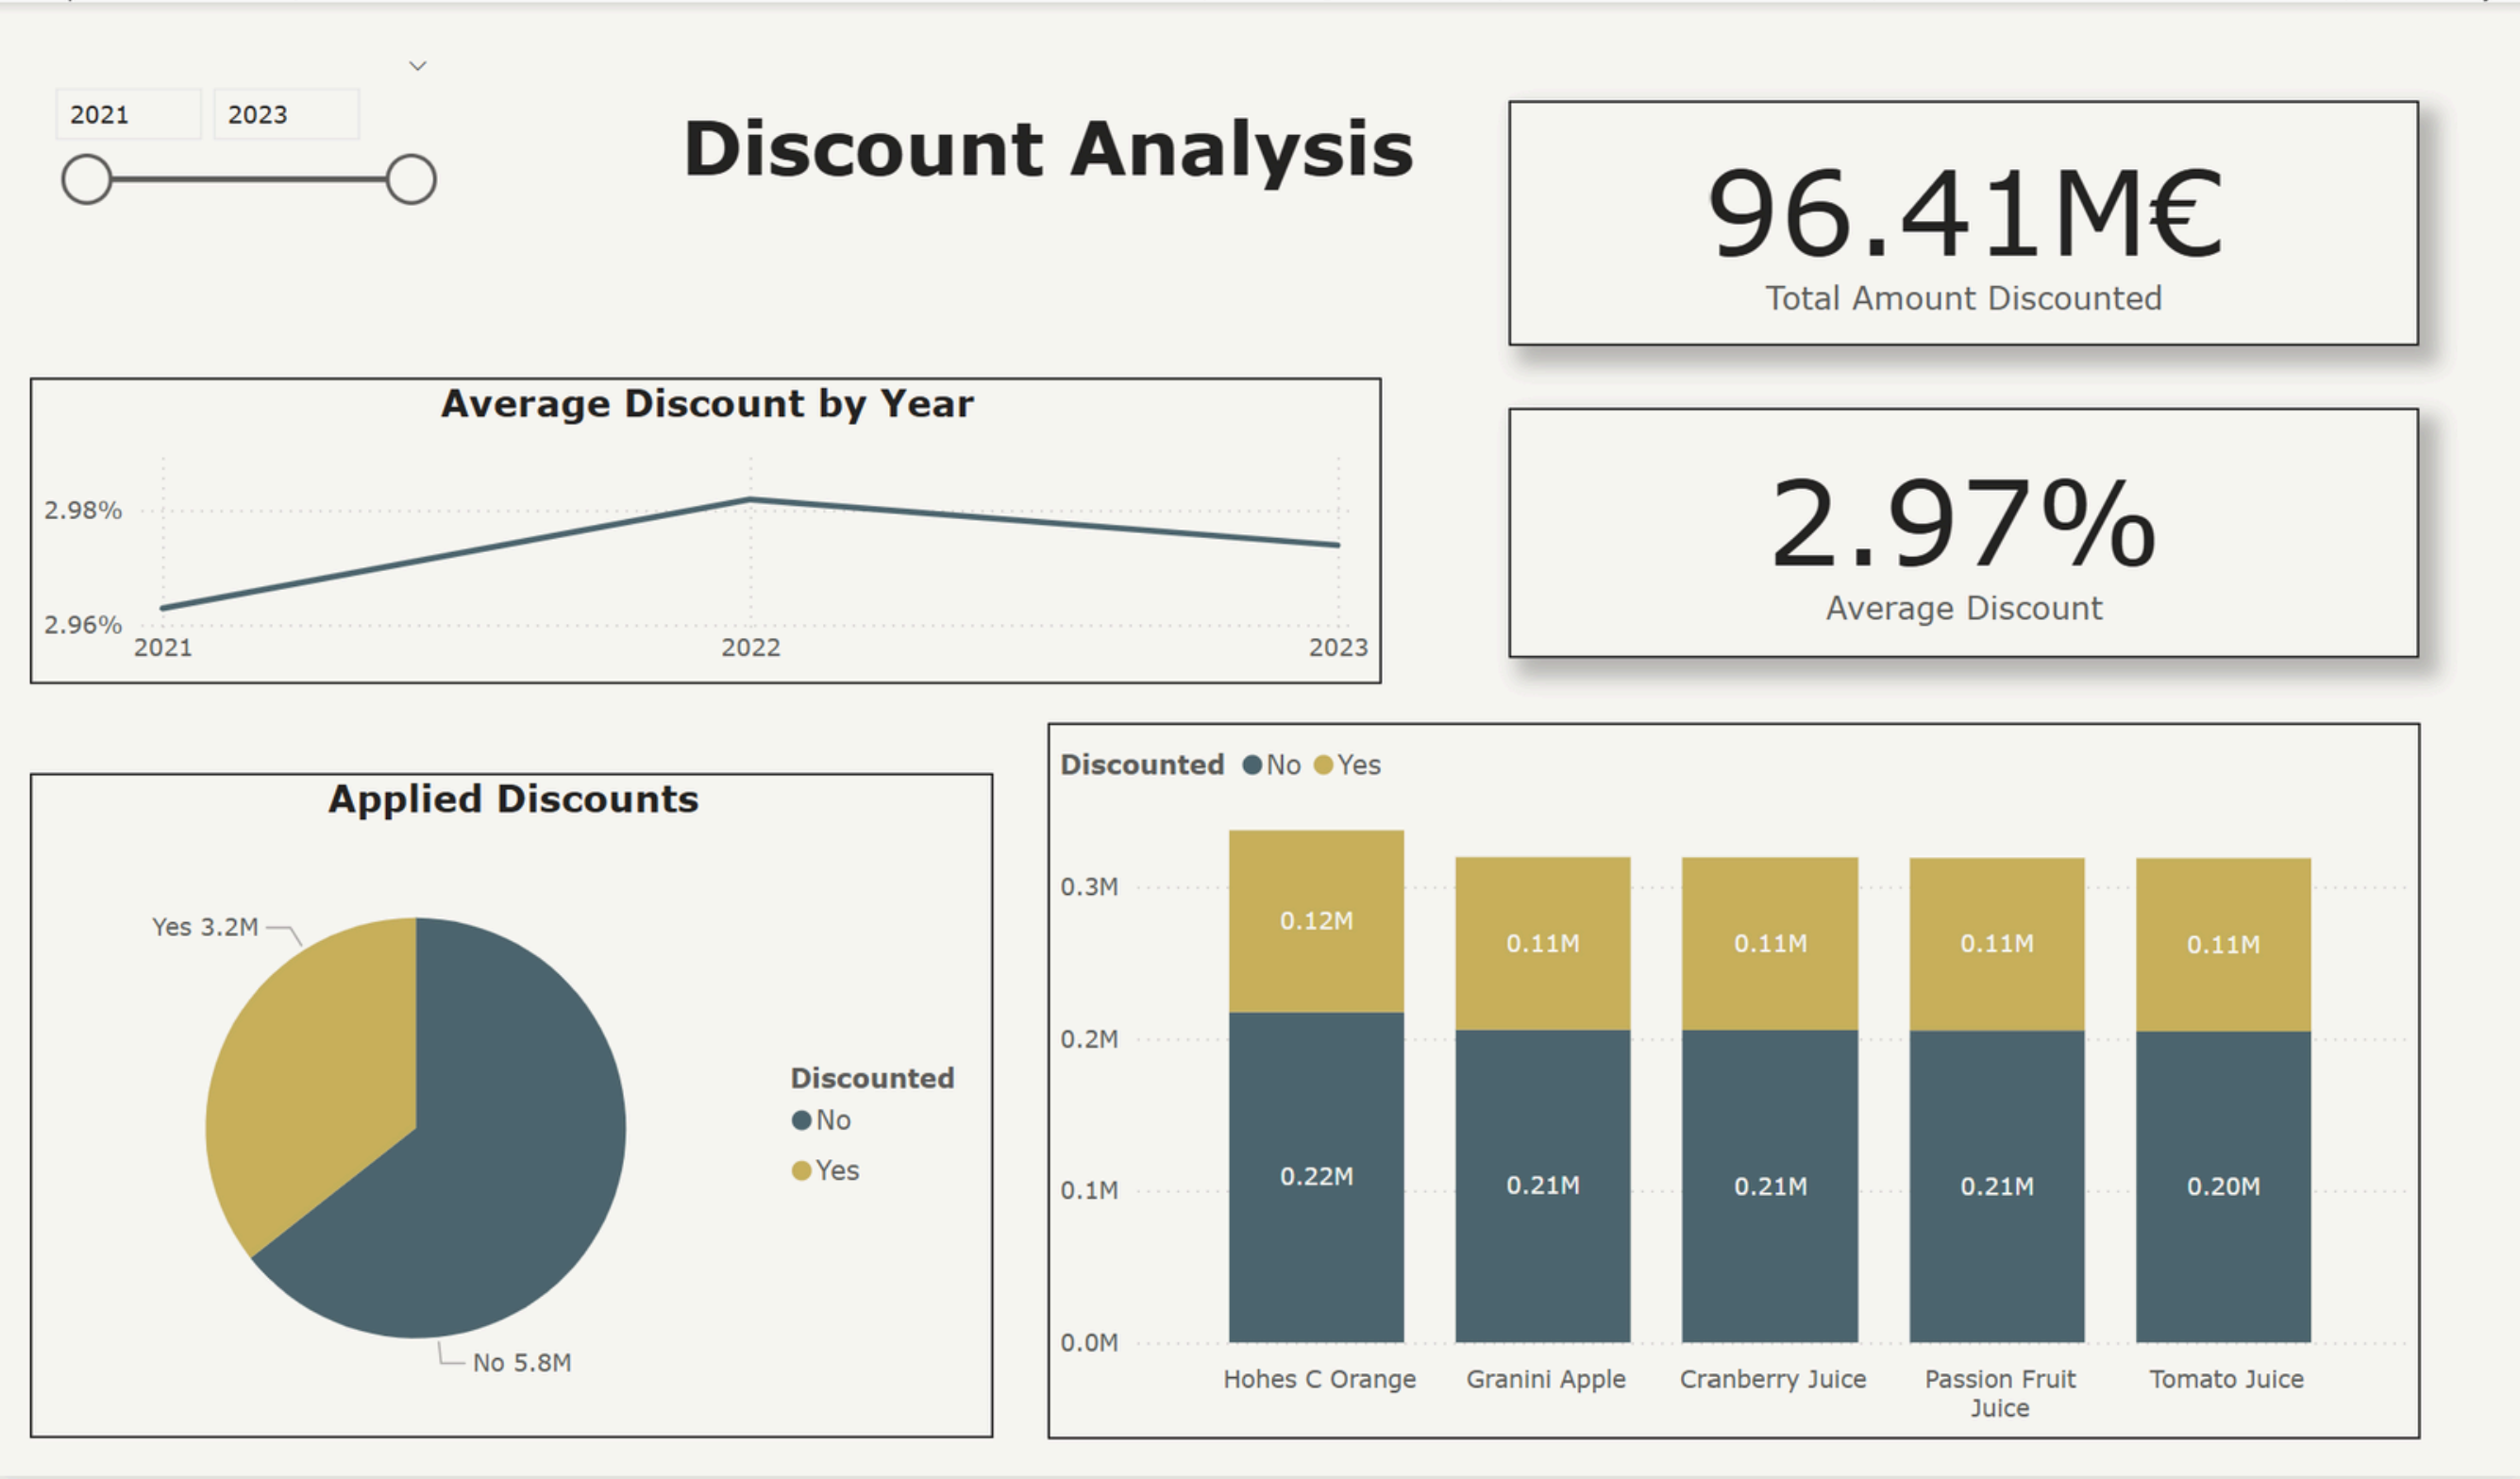 2021 2023
Discount Analysis
96.41M€
Total Amount Discounted
Average Discount by Year
2.98%
2.96%
2021 2022 2023
2.97%
Average Discount
Applied Discounts
Yes 3.2M
No 5.8M
Discounted
No
Yes
Discounted No Yes
0.3M
0.2M
0.1M
0.0M
0.12M 0.11M 0.11M 0.11M 0.11M
0.22M 0.21M 0.21M 0.21M 0.20M
Hohes C Orange Granini Apple Cranberry Juice Passion Fruit Tomato Juice
Juice